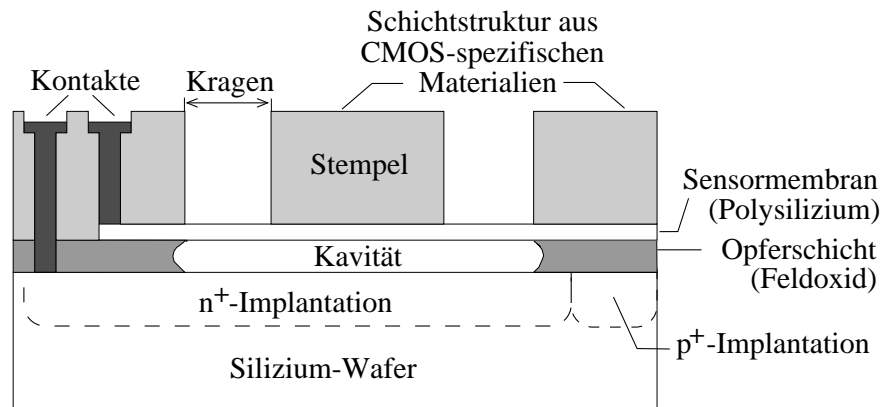 Schichtstruktur aus
CMOS-spezifischen
Materialien
Kontakte
Kragen
Stempel
Sensormembran
(Polysilizium)
Opferschicht
(Feldoxid)
Kavität
n+-Implantation
p+-Implantation
Silizium-Wafer